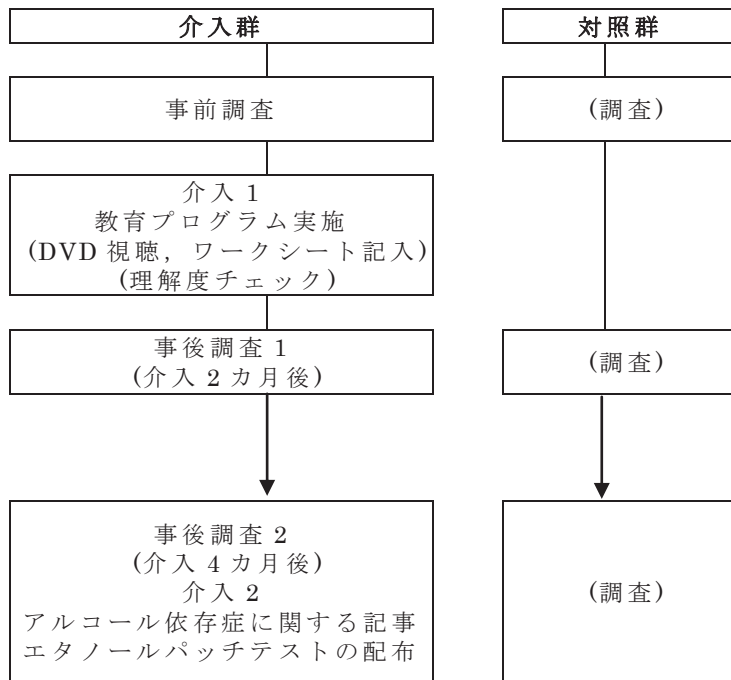 介入群
対照群
事前調査
(調査)
介入 1
教育プログラム実施
(DVD 視聴，ワークシート記入)
(理解度チェック)
事後調査 1
(介入 2 カ月後)
(調査)
事後調査 2
(介入 4 カ月後)
介入 2
アルコール依存症に関する記事
エタノールパッチテストの配布
(調査)